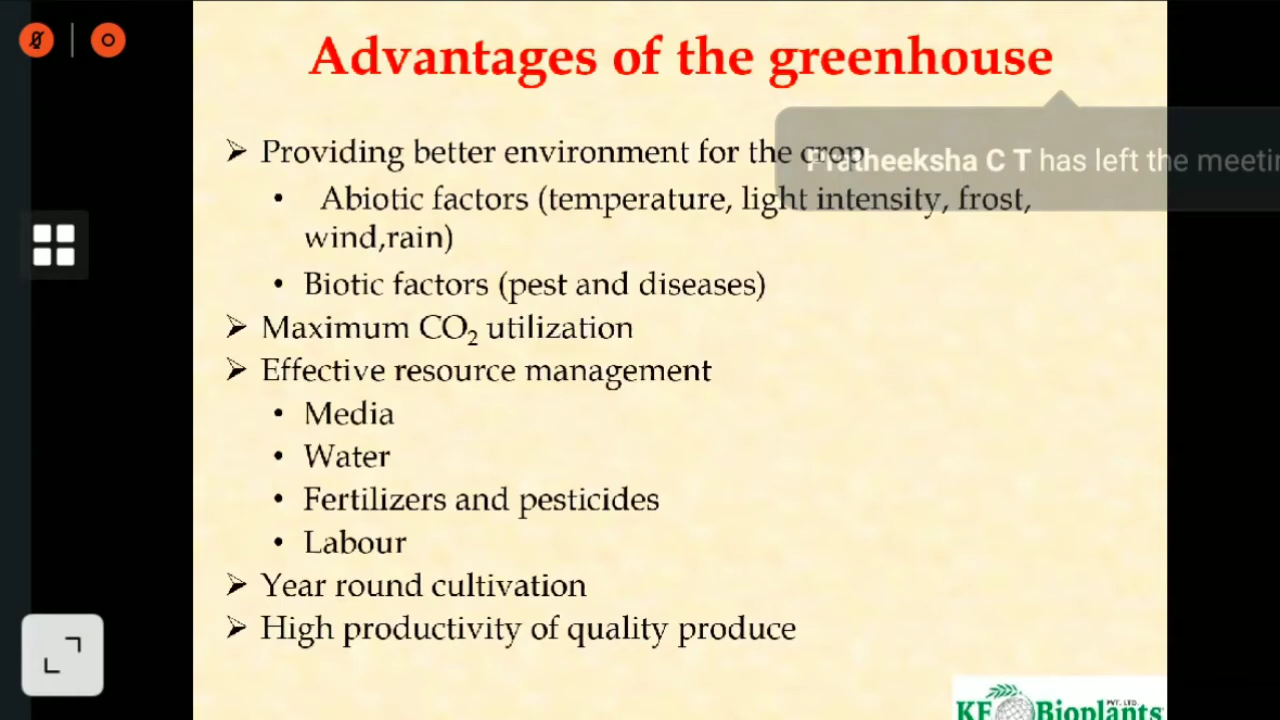 Advantages of the greenhouse
Providing better environment for the crop
Pratheeksha C T has left the meetin
• Abiotic factors (temperature, light intensity, frost,
wind,rain)
• Biotic factors (pest and diseases)
Maximum CO₂ utilization
Effective resource management
• Media
• Water
• Fertilizers and pesticides
• Labour
Year round cultivation
High productivity of quality produce
KF Bioplants PVT. LTD.